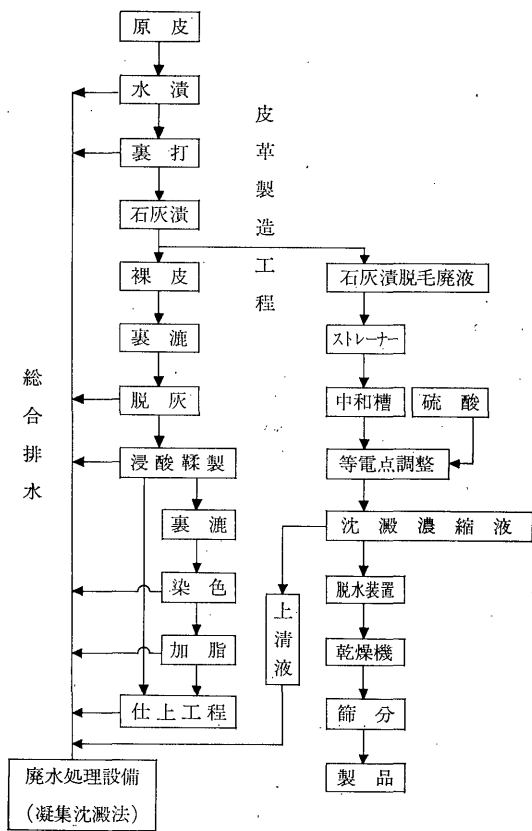 原皮
水漬
裏打
石灰漬
裸皮
裏漉
脱灰
浸酸鞣製
裏漉
染色
加脂
仕上工程
皮革製造工程
総合排水
廃水処理設備
(凝集沈澱法)
石灰漬脱毛廃液
ストレーナー
中和槽
硫酸
等電点調整
沈澱濃縮液
上清液
脱水装置
乾燥機
篩分
製品